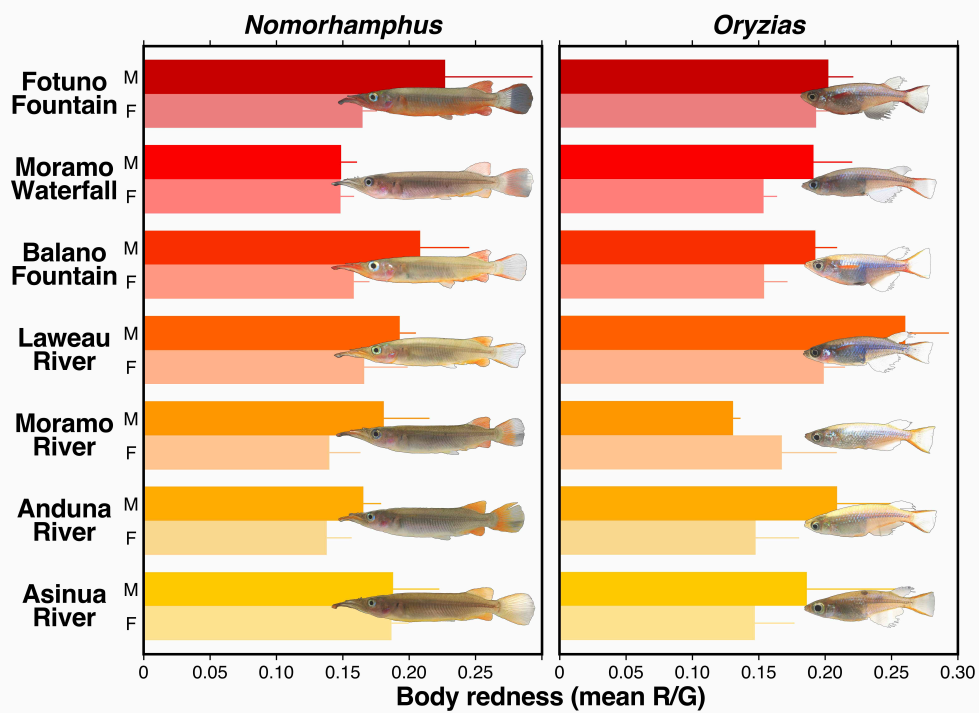 Nomorhamphus Oryzias
Fotuno
Fountain
M
F
Moramo
Waterfall
M
F
Balano
Fountain
M
F
Laweau
River
M
F
Moramo
River
M
F
Anduna
River
M
F
Asinua
River
M
F
0 0.05 0.10 0.15 0.20 0.25 0 0.05 0.10 0.15 0.20 0.25 0.30
Body redness (mean R/G)